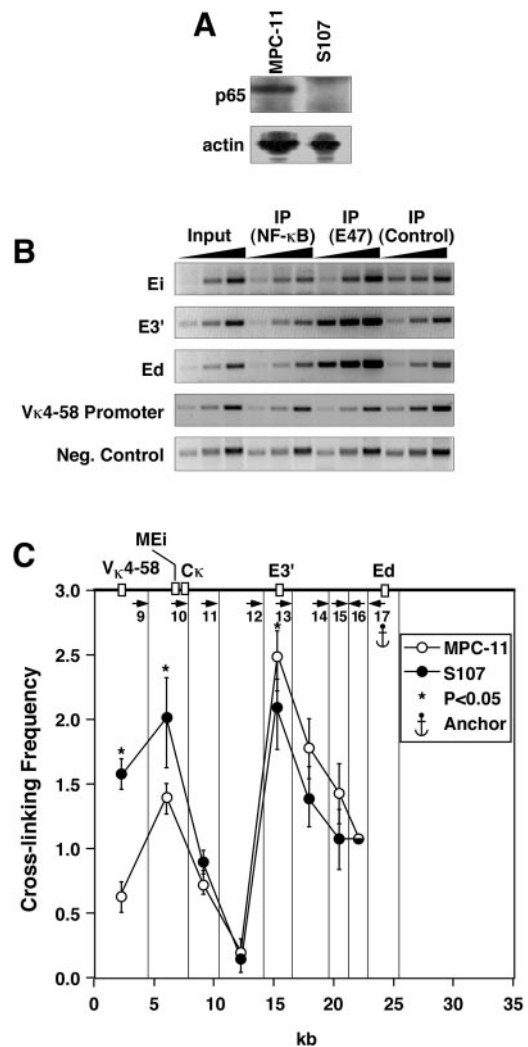 A
MPC-11
S107
p65
actin
B
Input
IP
(NF-κB)
IP
(E47)
IP
(Control)
Ei
E3'
Ed
Vκ4-58 Promoter
Neg. Control
C
MEi
Vκ4-58
Cκ
E3'
Ed
3.0
2.5
2.0
1.5
1.0
0.5
0.0
9
10
11
12
13
14
15
16
17
MPC-11
S107
* P<0.05
Anchor
*
*
*
Cross-linking Frequency
0
5
10
15
20
25
30
35
kb